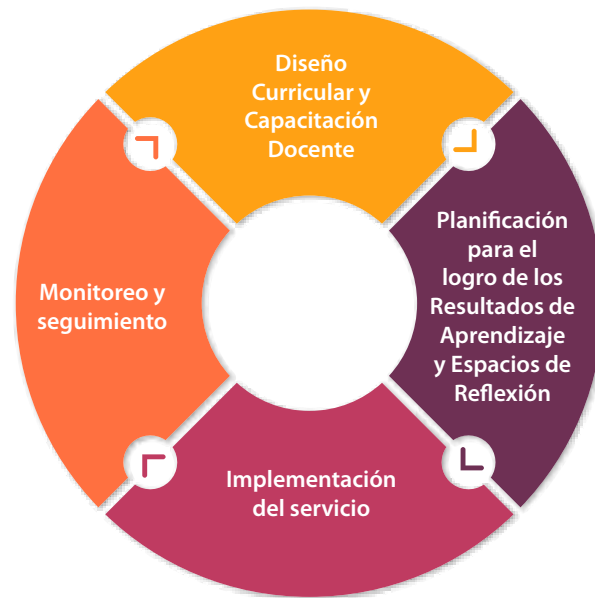 Diseño
Curricular y
Capacitación
Docente
Planificación
para el
logro de los
Resultados de
Aprendizaje
y Espacios de
Reflexión
Implementación
del servicio
Monitoreo y
seguimiento